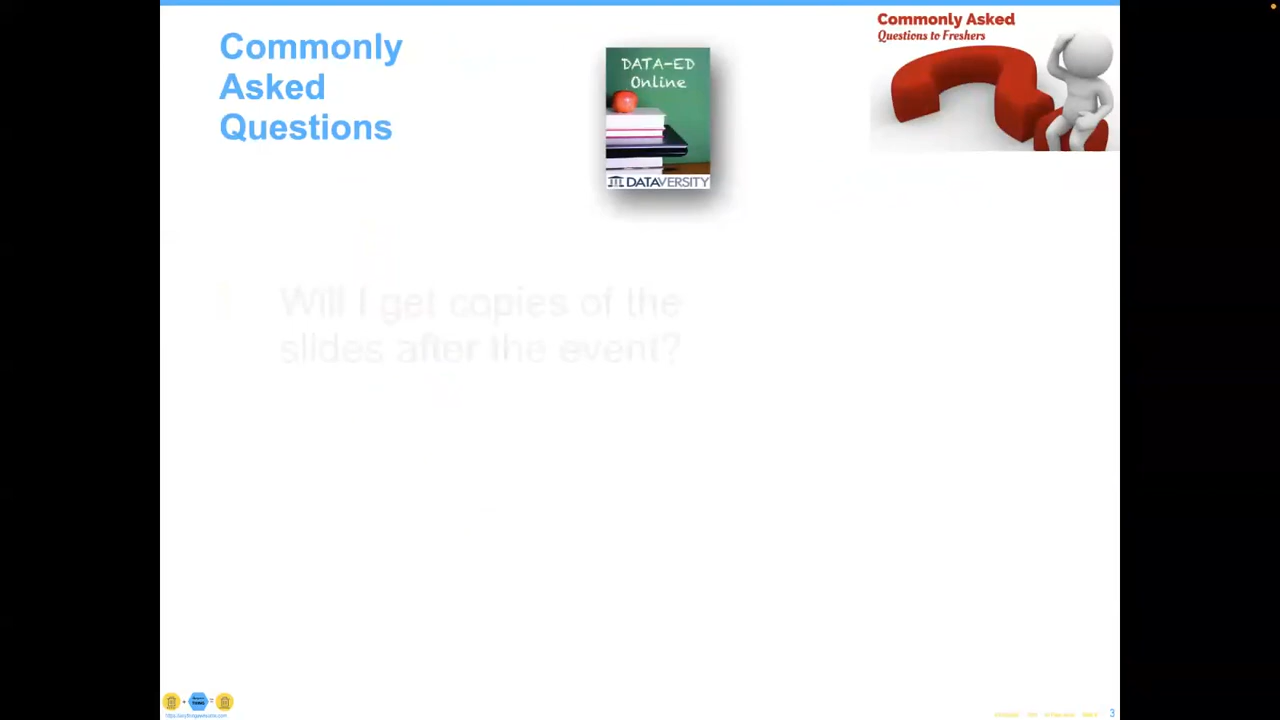 Commonly
Asked
Questions
DATA-ED
Online
DATAVERSITY
Commonly Asked
Questions to Freshers
Will I get copies of the
slides after the event?
3